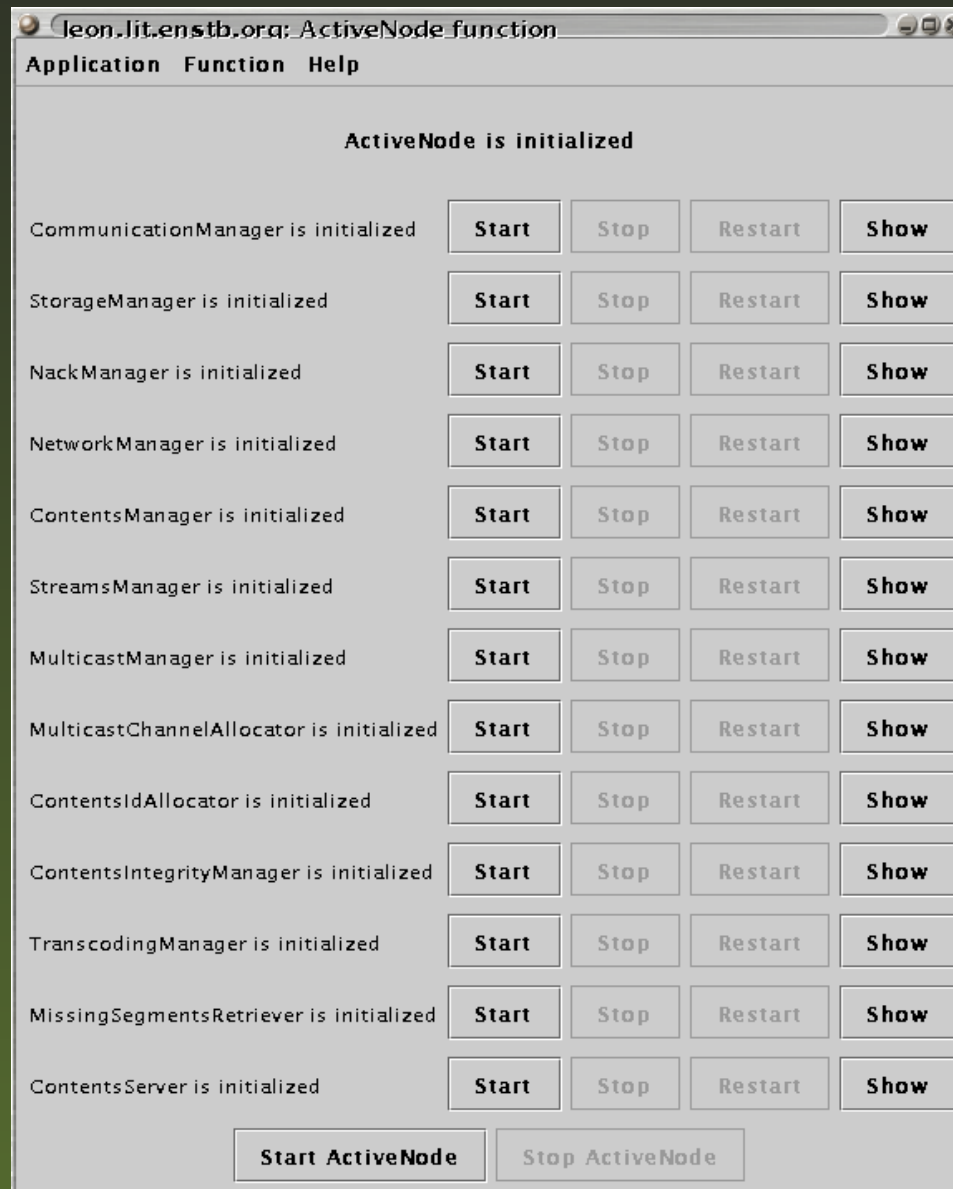 leon.lit.enstb.org: ActiveNode function
Application Function Help
ActiveNode is initialized
CommunicationManager is initialized Start Stop Restart Show
StorageManager is initialized Start Stop Restart Show
NackManager is initialized Start Stop Restart Show
NetworkManager is initialized Start Stop Restart Show
ContentsManager is initialized Start Stop Restart Show
StreamsManager is initialized Start Stop Restart Show
MulticastManager is initialized Start Stop Restart Show
MulticastChannelAllocator is initialized Start Stop Restart Show
ContentsIdAllocator is initialized Start Stop Restart Show
ContentsIntegrityManager is initialized Start Stop Restart Show
TranscodingManager is initialized Start Stop Restart Show
MissingSegmentsRetriever is initialized Start Stop Restart Show
ContentsServer is initialized Start Stop Restart Show
Start ActiveNode Stop ActiveNode